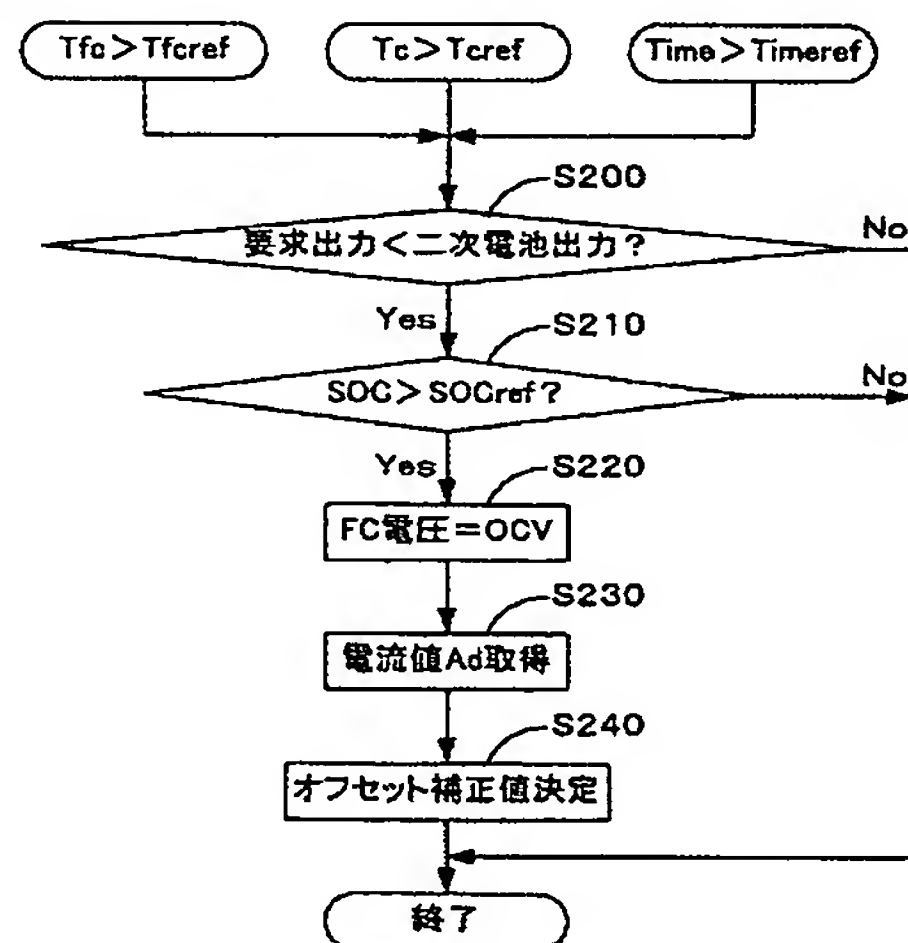 Tfc>Tfcref
Tc>Tcref
Time>Timeref
S200
要求出力<二次電池出力?
No
Yes
S210
SOC>SOCref?
No
Yes
S220
FC電圧=OCV
S230
電流値Ad取得
S240
オフセット補正値決定
終了